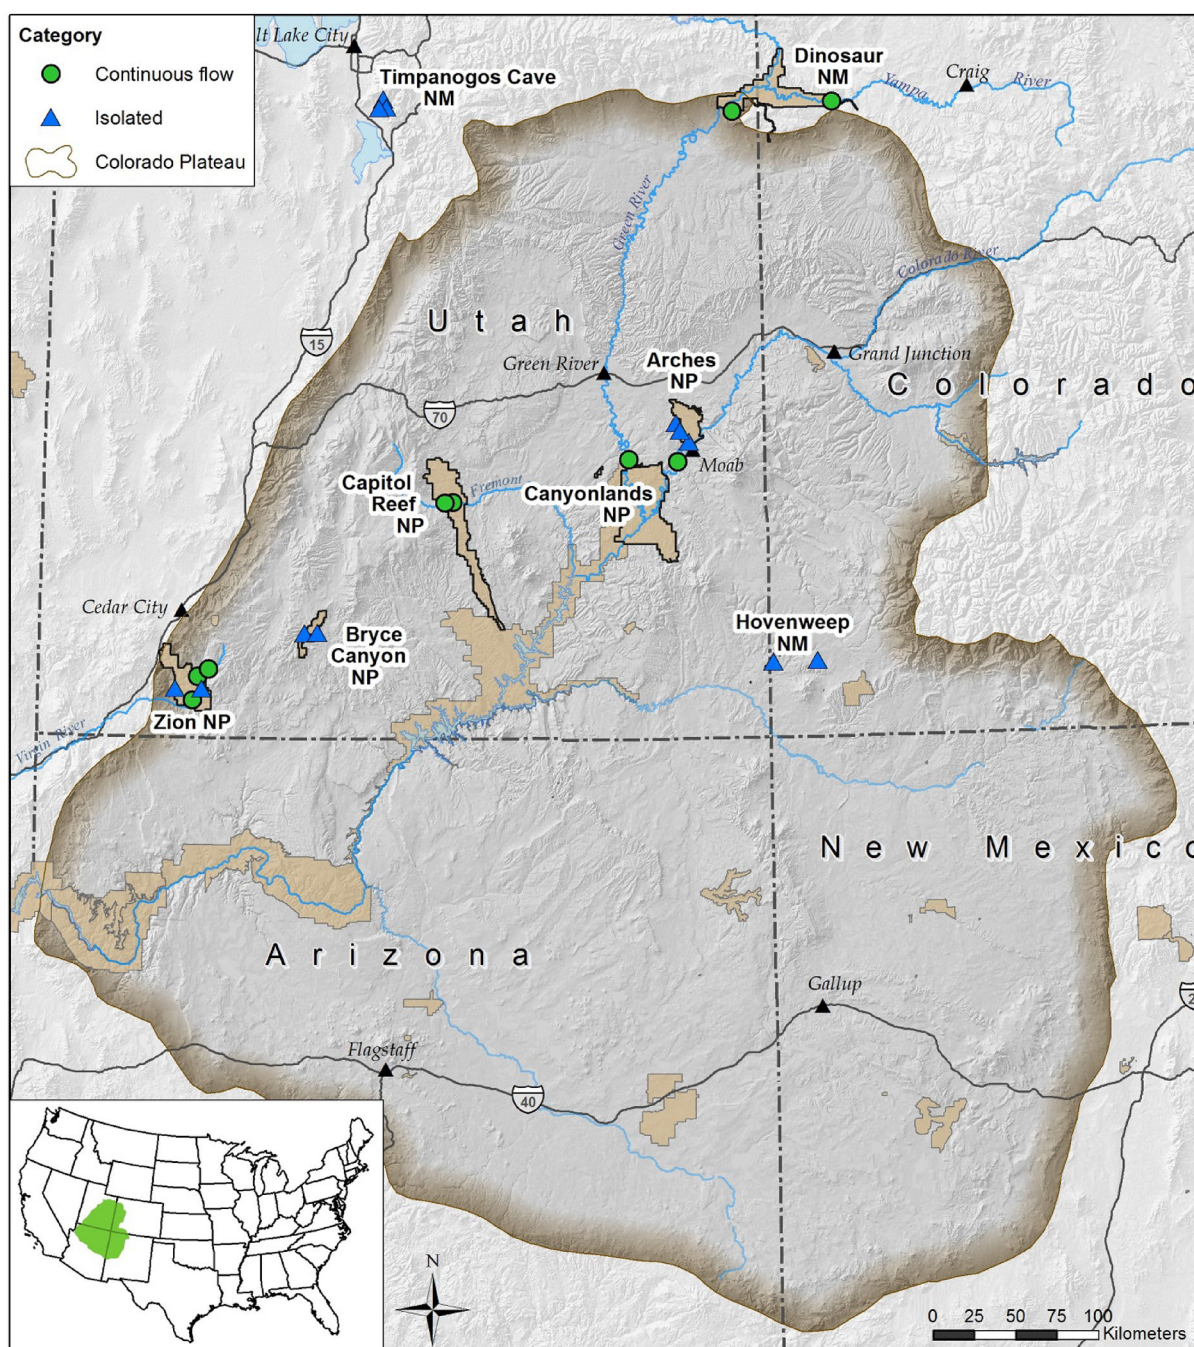 Category
Continuous flow
Isolated
Colorado Plateau
lt Lake City
Timpanogos Cave
NM
Dinosaur
NM
Craig
Yampa
River
Green River
Colorado River
Utah
15
Green River
Arches
NP
Grand Junction
Colorado
70
Moab
Capitol
Reef
NP
Fremont
Canyonlands
NP
Cedar City
Bryce
Canyon
NP
Hovenweep
NM
Zion NP
Virgin River
New Mexico
Arizona
Gallup
2
Flagstaff
40
N
0 25 50 75 100
Kilometers